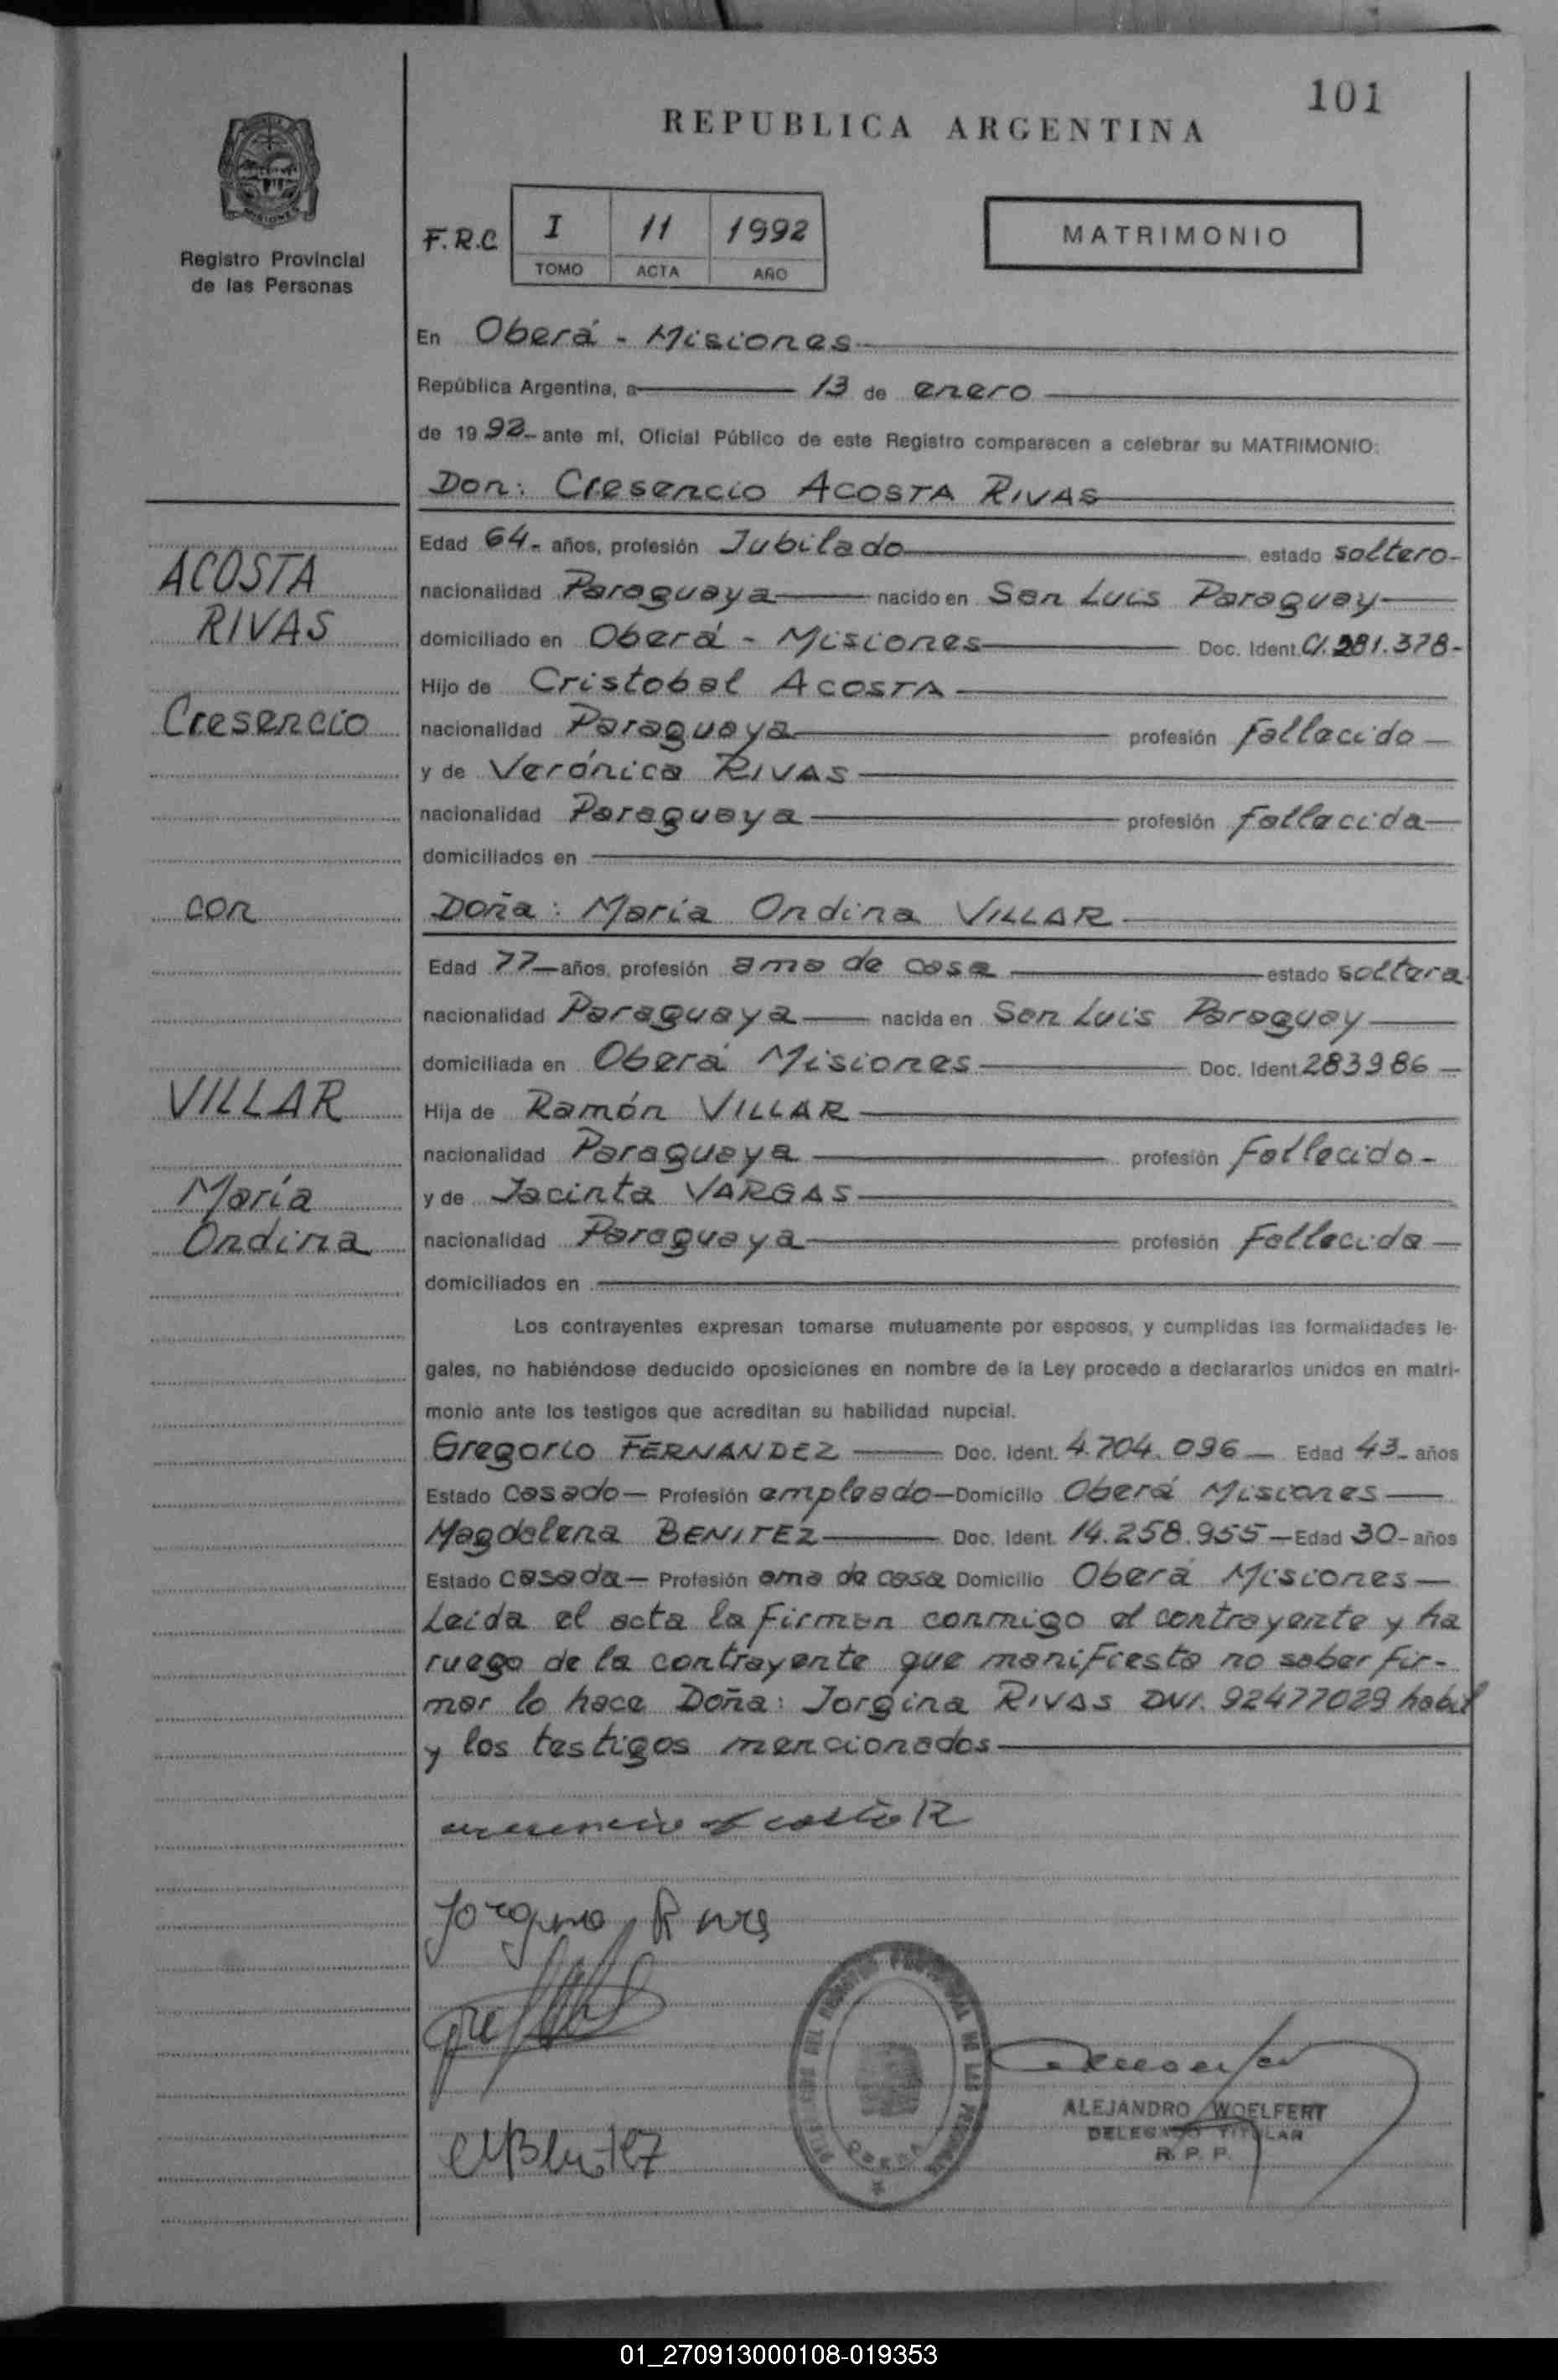 101
REPUBLICA ARGENTINA
Registro Provincial
de las Personas
F.R.C
I 11 1992
TOMO ACTA AÑO
MATRIMONIO
En Oberá - Misiones
República Argentina, a 13 de enero
de 1992 ante mí, Oficial Público de este Registro comparecen a celebrar su MATRIMONIO:
Don: Cresencio ACOSTA RIVAS
Edad 64 años, profesión Jubilado estado soltero
nacionalidad Paraguaya nacido en San Luis Paraguay
domiciliado en Oberá - Misiones Doc. Ident. CI. 281.378-
Hijo de Cristobal ACOSTA
nacionalidad Paraguaya profesión fallecido
y de Verónica RIVAS
nacionalidad Paraguaya profesión fallecida
domiciliados en
ACOSTA
RIVAS
Cresencio
con
VILLAR
María
Ondina
Doña: María Ondina VILLAR
Edad 77 años, profesión ama de casa estado soltera
nacionalidad Paraguaya nacida en San Luis Paraguay
domiciliada en Oberá Misiones Doc. Ident. 283986
Hija de Ramón VILLAR
nacionalidad Paraguaya profesión Fallecido
y de Jacinta VARGAS
nacionalidad Paraguaya profesión Fallecida
domiciliados en
Los contrayentes expresan tomarse mutuamente por esposos, y cumplidas las formalidades le-
gales, no habiéndose deducido oposiciones en nombre de la Ley procedo a declararlos unidos en matri-
monio ante los testigos que acreditan su habilidad nupcial.
Gregorio FERNANDEZ Doc. Ident. 4.704.096 Edad 43 años
Estado casado Profesión empleado Domicilio Oberá Misiones
Magdalena BENITEZ Doc. Ident. 14.258.955 Edad 30 años
Estado casada Profesión ama de casa Domicilio Oberá Misiones
Leida el acta la firman conmigo el contrayente y ha
ruego de la contrayente que manifiesta no saber fir-
mar lo hace Doña: Jorgina RIVAS DNI. 92477029 habil
y los testigos mencionados
Jorgina Rivas
ALEJANDRO WOELFERT
DELEGADO TITULAR
R. P. P.
01_270913000108-019353